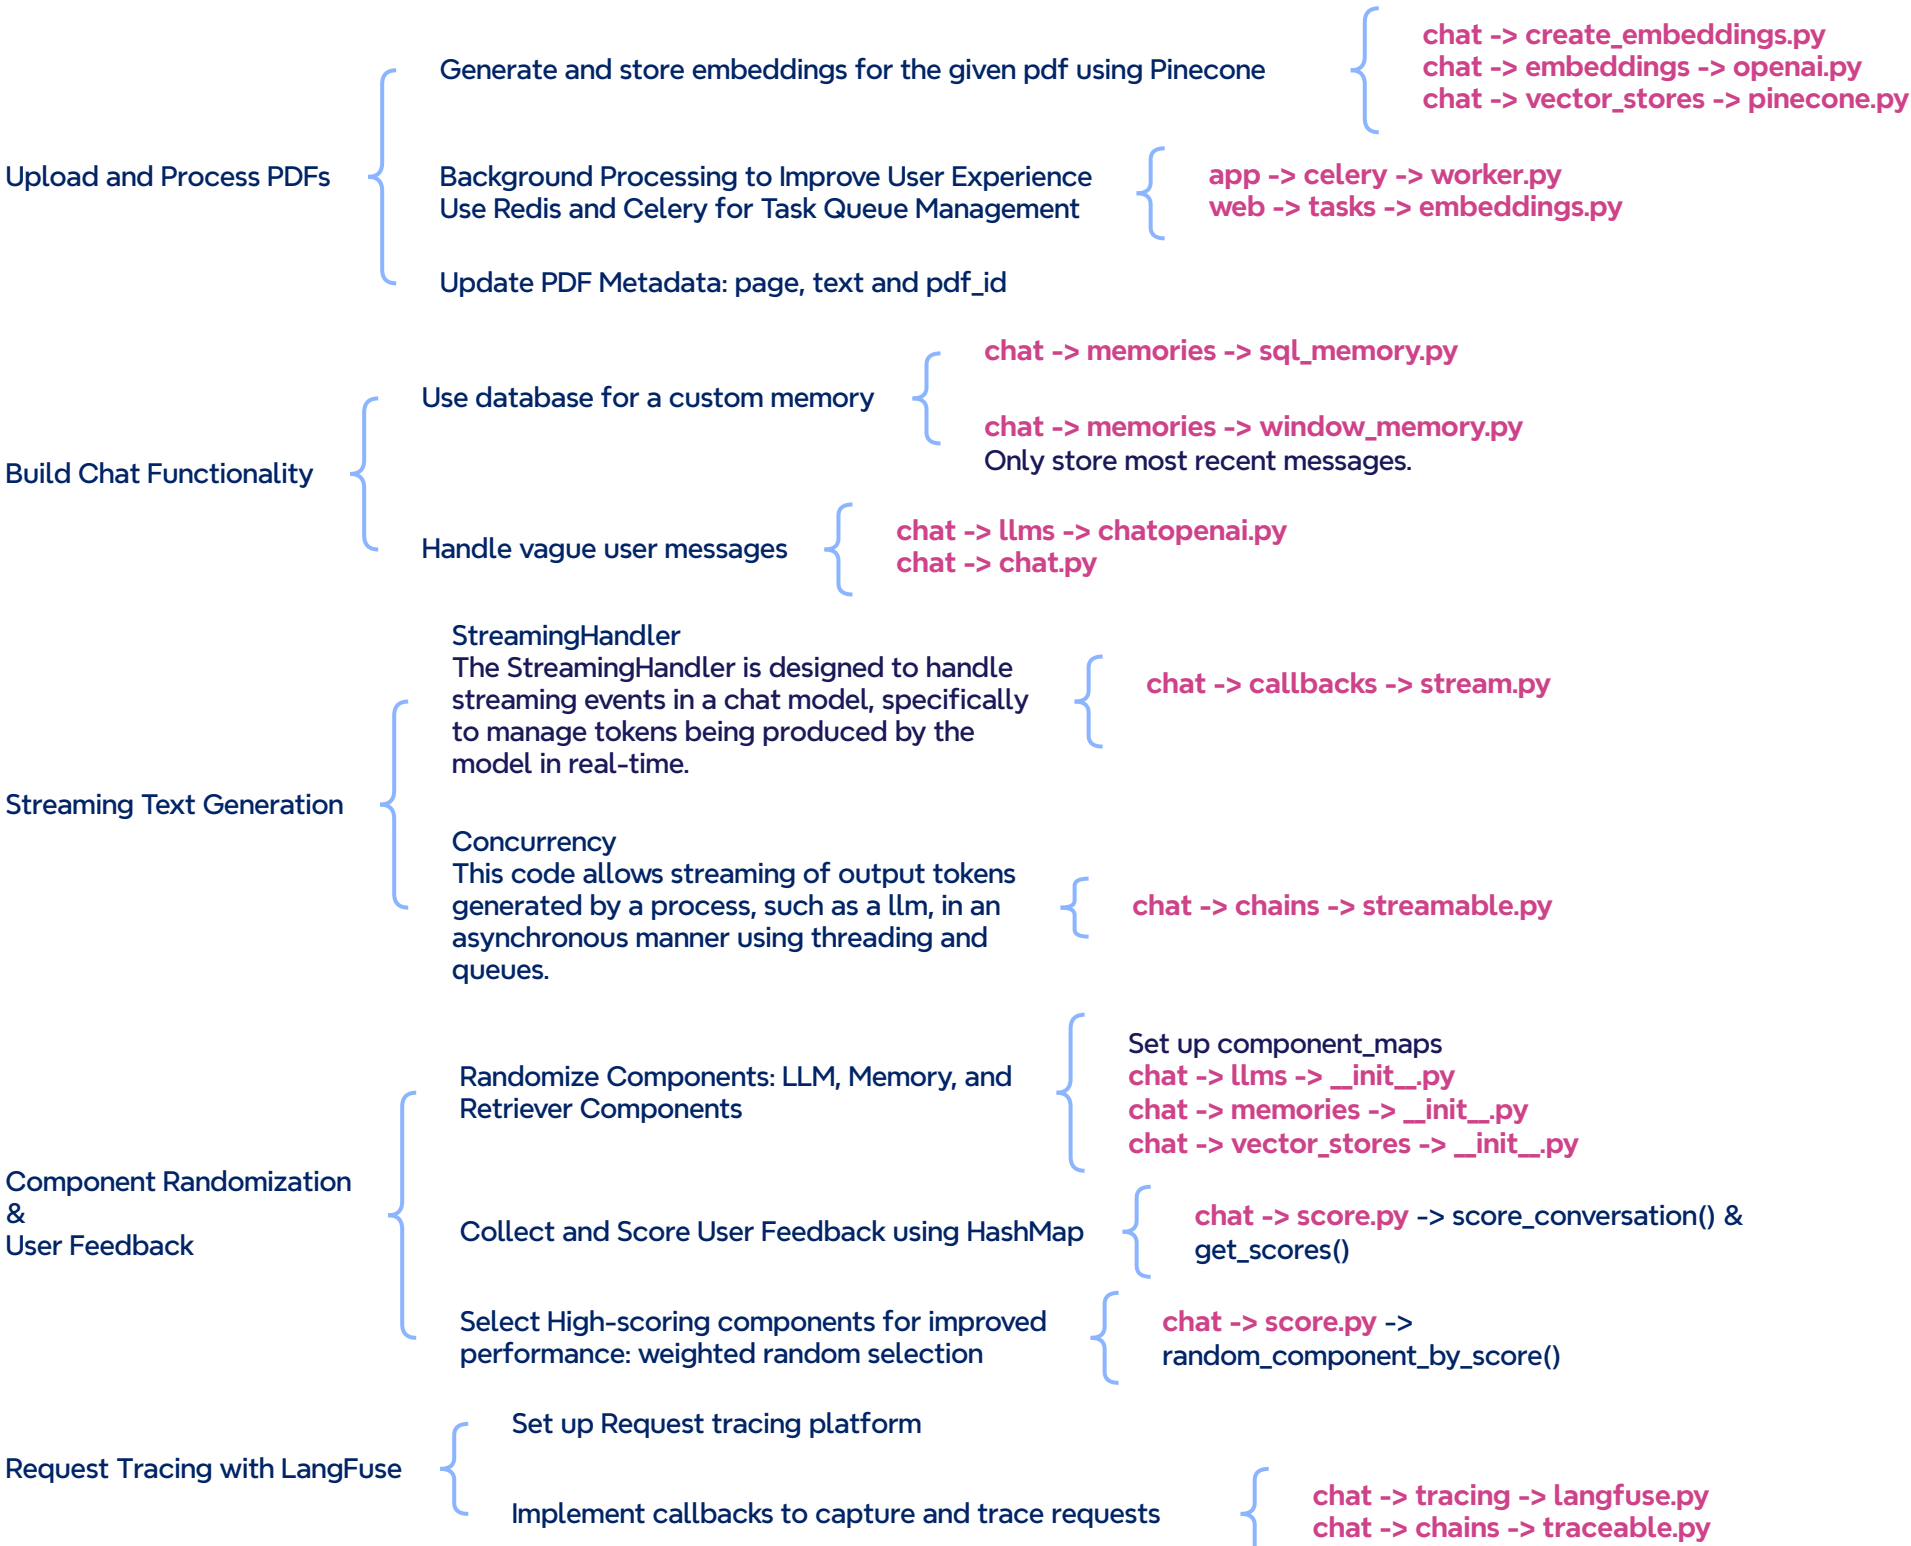 Upload and Process PDFs
Generate and store embeddings for the given pdf using Pinecone
chat -> create_embeddings.py
chat -> embeddings -> openai.py
chat -> vector_stores -> pinecone.py
Background Processing to Improve User Experience
Use Redis and Celery for Task Queue Management
app -> celery -> worker.py
web -> tasks -> embeddings.py
Update PDF Metadata: page, text and pdf_id
Build Chat Functionality
Use database for a custom memory
chat -> memories -> sql_memory.py
chat -> memories -> window_memory.py
Only store most recent messages.
Handle vague user messages
chat -> llms -> chatopenai.py
chat -> chat.py
Streaming Text Generation
StreamingHandler
The StreamingHandler is designed to handle
streaming events in a chat model, specifically
to manage tokens being produced by the
model in real-time.
chat -> callbacks -> stream.py
Concurrency
This code allows streaming of output tokens
generated by a process, such as a llm, in an
asynchronous manner using threading and
queues.
chat -> chains -> streamable.py
Component Randomization
&
User Feedback
Randomize Components: LLM, Memory, and
Retriever Components
Set up component_maps
chat -> llms -> __init__.py
chat -> memories -> __init__.py
chat -> vector_stores -> __init__.py
Collect and Score User Feedback using HashMap
chat -> score.py -> score_conversation() &
get_scores()
Select High-scoring components for improved
performance: weighted random selection
chat -> score.py ->
random_component_by_score()
Request Tracing with LangFuse
Set up Request tracing platform
Implement callbacks to capture and trace requests
chat -> tracing -> langfuse.py
chat -> chains -> traceable.py